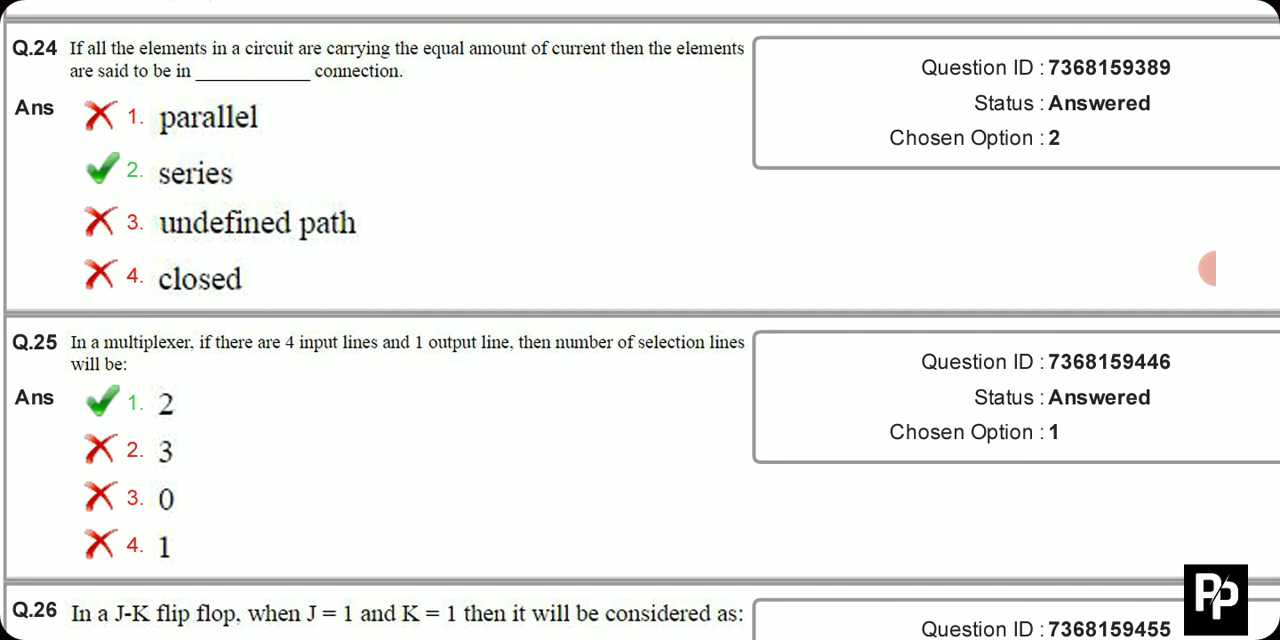 Q.24 If all the elements in a circuit are carrying the equal amount of current then the elements
are said to be in ____________ connection.
Question ID : 7368159389
Status : Answered
Chosen Option : 2
Ans 1. parallel
2. series
3. undefined path
4. closed
Q.25 In a multiplexer, if there are 4 input lines and 1 output line, then number of selection lines
will be:
Question ID : 7368159446
Status : Answered
Chosen Option : 1
Ans 1. 2
2. 3
3. 0
4. 1
Q.26 In a J-K flip flop, when J = 1 and K = 1 then it will be considered as:
Question ID : 7368159455
Pp